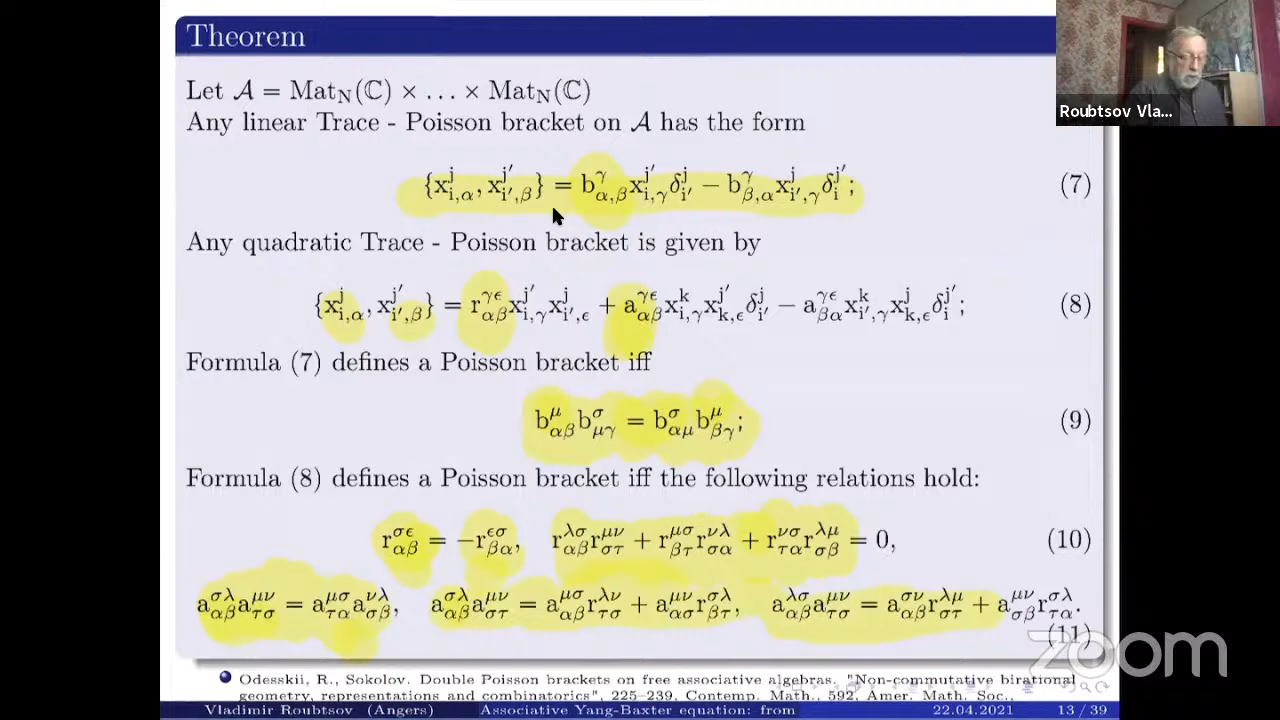 Theorem
Roubtsov Vla...
Let 𝒜 = Mat_N(ℂ) × … × Mat_N(ℂ)
Any linear Trace - Poisson bracket on 𝒜 has the form
{x^j_{i,α}, x^{j'}_{i',β}} = b^γ_{α,β} x^{j'}_{i,γ} δ^j_{i'} − b^γ_{β,α} x^j_{i',γ} δ^{j'}_i; (7)
Any quadratic Trace - Poisson bracket is given by
{x^j_{i,α}, x^{j'}_{i',β}} = r^{γϵ}_{αβ} x^{j'}_{i,γ} x^j_{i',ϵ} + a^{γϵ}_{αβ} x^k_{i,γ} x^{j'}_{k,ϵ} δ^j_{i'} − a^{γϵ}_{βα} x^k_{i',γ} x^j_{k,ϵ} δ^{j'}_i; (8)
Formula (7) defines a Poisson bracket iff
b^μ_{αβ} b^σ_{μγ} = b^σ_{αμ} b^μ_{βγ}; (9)
Formula (8) defines a Poisson bracket iff the following relations hold:
r^{σϵ}_{αβ} = −r^{ϵσ}_{βα}, r^{λσ}_{αβ} r^{μν}_{στ} + r^{μσ}_{βτ} r^{νλ}_{σα} + r^{νσ}_{τα} r^{λμ}_{σβ} = 0, (10)
a^{σλ}_{αβ} a^{μν}_{τσ} = a^{μσ}_{τα} a^{νλ}_{σβ}, a^{σλ}_{αβ} a^{μν}_{στ} = a^{μσ}_{αβ} r^{λν}_{τσ} + a^{μν}_{ασ} r^{σλ}_{βτ}, a^{λσ}_{αβ} a^{μν}_{τσ} = a^{σν}_{αβ} r^{λμ}_{στ} + a^{μν}_{σβ} r^{σλ}_{τα}.
(11)
zoom
Odesskii, R., Sokolov. Double Poisson brackets on free associative algebras. "Non-commutative birational
geometry, representations and combinatorics", 225–239, Contemp. Math., 592, Amer. Math. Soc.,
Vladimir Roubtsov (Angers) Associative Yang-Baxter equation: from 22.04.2021 13 / 39